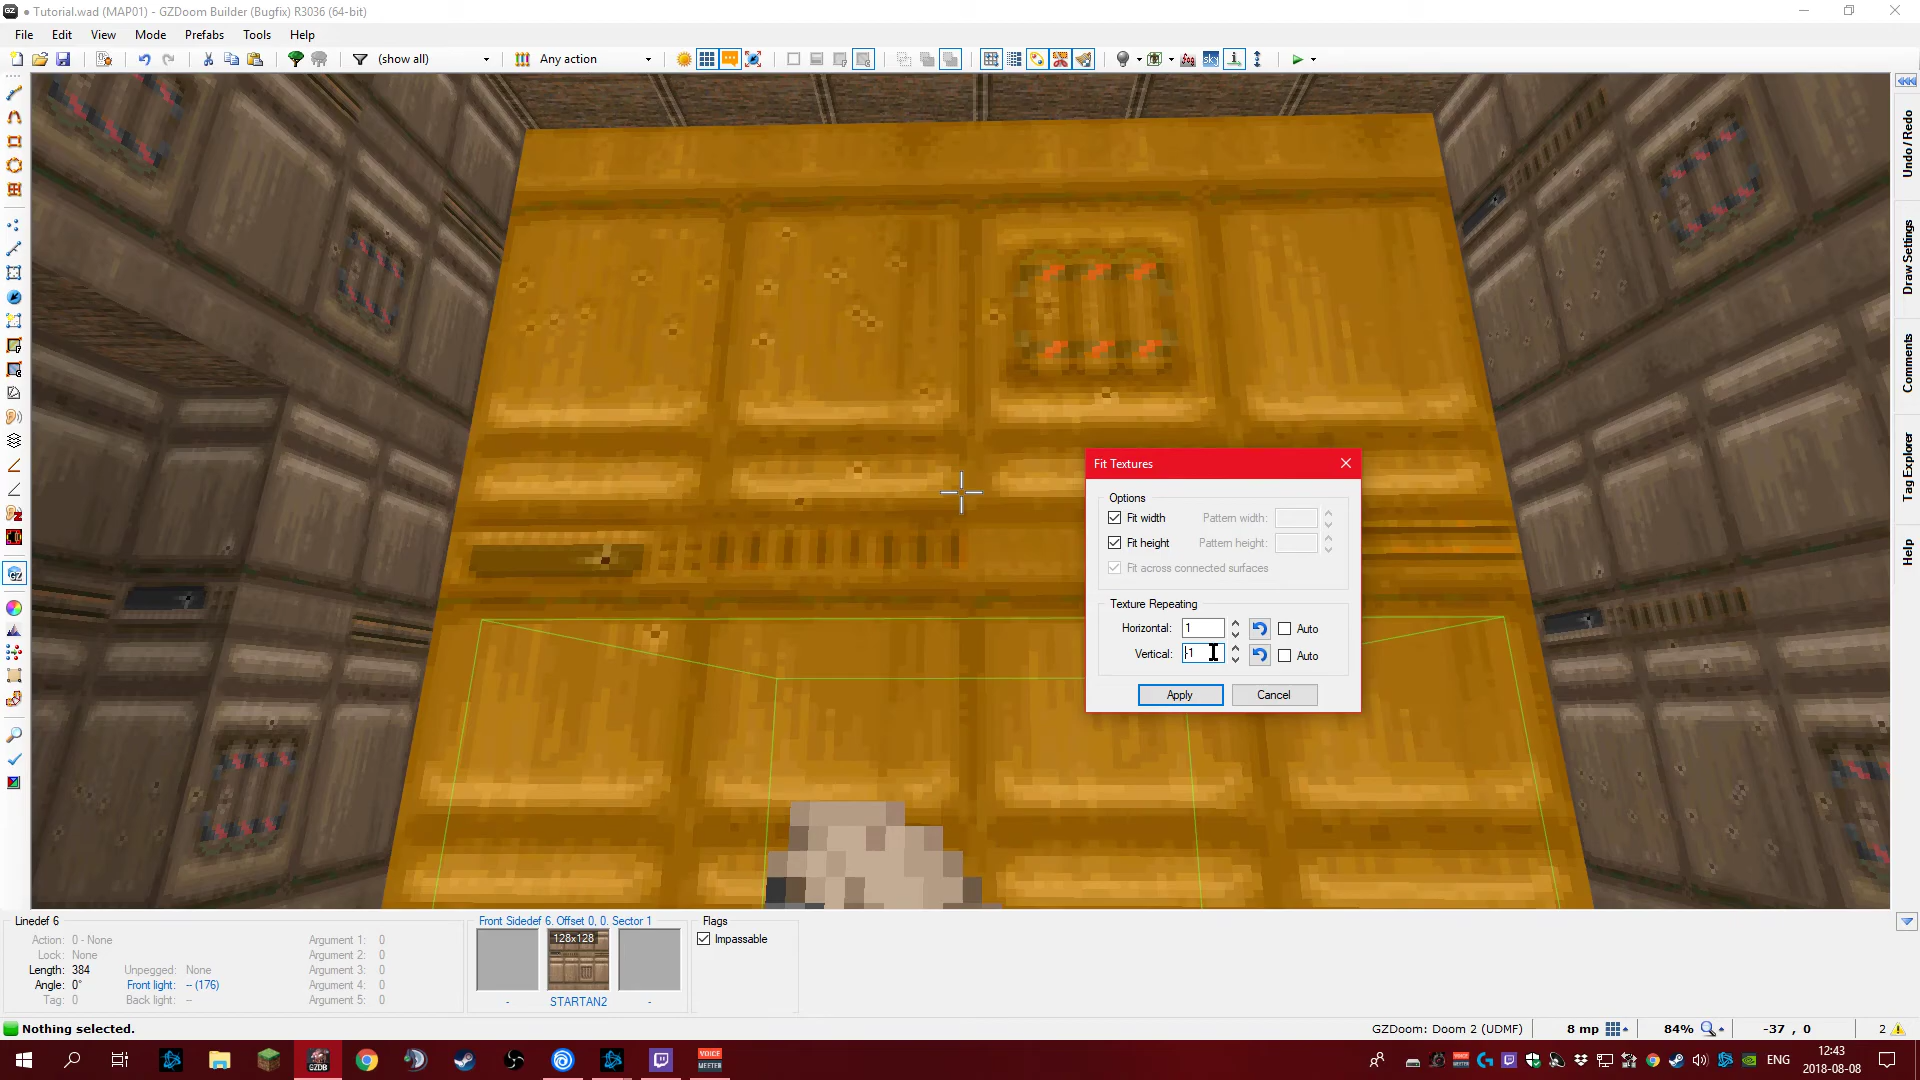 Tutorial.wad (MAP01) - GZDoom Builder (Bugfix) R3036 (64-bit)
File Edit View Mode Prefabs Tools Help
(show all) Any action
Undo / Redo
Draw Settings
Comments
Tag Explorer
Help
Fit Textures
Options
Fit width Pattern width:
Fit height Pattern height:
Fit across connected surfaces
Texture Repeating
Horizontal: 1 Auto
Vertical: -1 Auto
Apply Cancel
Linedef 6
Action: 0 - None
Lock: None
Length: 384
Angle: 0°
Tag: 0
Unpegged: None
Front light: -- (176)
Back light: --
Argument 1: 0
Argument 2: 0
Argument 3: 0
Argument 4: 0
Argument 5: 0
Front Sidedef 6. Offset 0, 0. Sector 1
128x128
- STARTAN2 -
Flags
Impassable
Nothing selected.
GZDoom: Doom 2 (UDMF) 8 mp 84% -37 , 0 2
GZDB
VOICE MEETER
ENG
12:43
2018-08-08